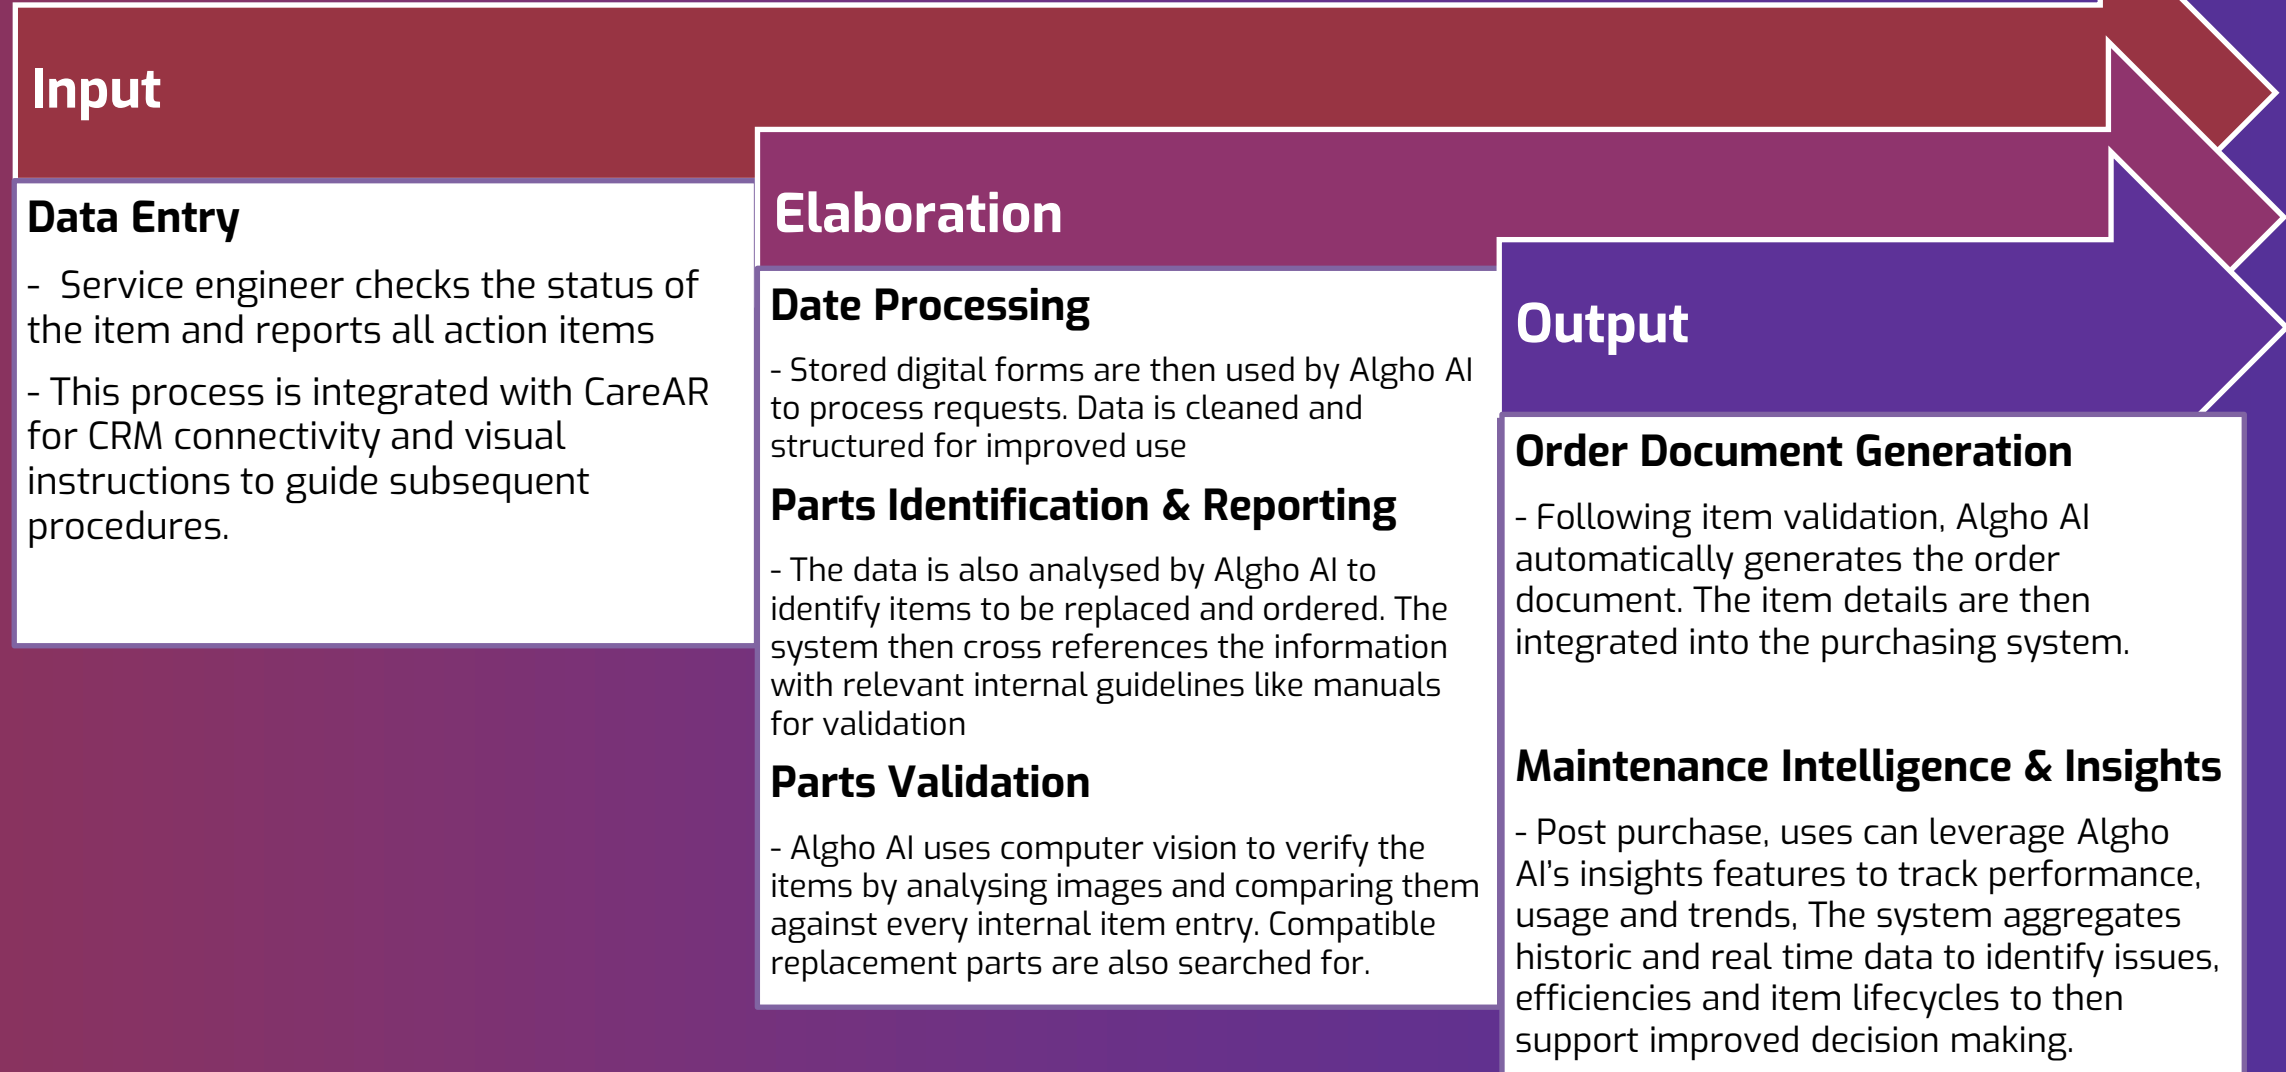 Input
Data Entry
-  Service engineer checks the status of
the item and reports all action items
- This process is integrated with CareAR
for CRM connectivity and visual
instructions to guide subsequent
procedures.
Elaboration
Date Processing
- Stored digital forms are then used by Algho AI
to process requests. Data is cleaned and
structured for improved use
Parts Identification & Reporting
- The data is also analysed by Algho AI to
identify items to be replaced and ordered. The
system then cross references the information
with relevant internal guidelines like manuals
for validation
Parts Validation
- Algho AI uses computer vision to verify the
items by analysing images and comparing them
against every internal item entry. Compatible
replacement parts are also searched for.
Output
Order Document Generation
- Following item validation, Algho AI
automatically generates the order
document. The item details are then
integrated into the purchasing system.
Maintenance Intelligence & Insights
- Post purchase, uses can leverage Algho
AI’s insights features to track performance,
usage and trends, The system aggregates
historic and real time data to identify issues,
efficiencies and item lifecycles to then
support improved decision making.